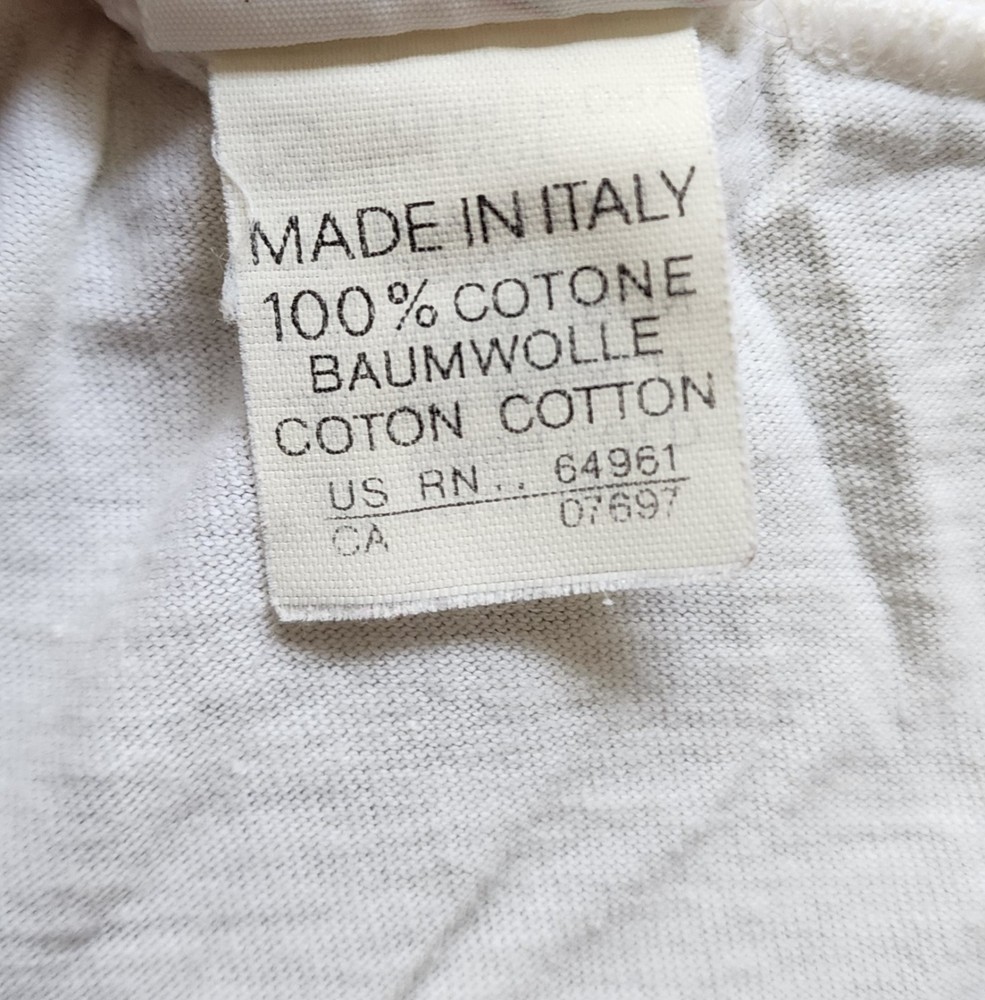 MADE IN ITALY
100% COTONE
BAUMWOLLE
COTON COTTON
US RN.. 64961
CA 07697